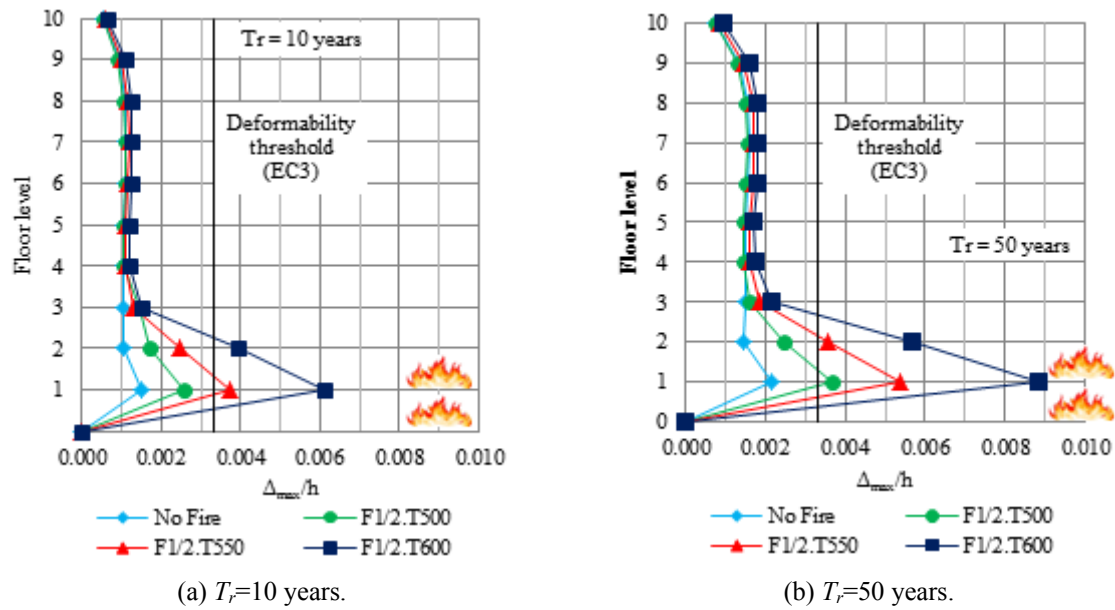 10
9
8
7
6
5
4
3
2
1
Floor level
Tr = 10 years
Deformability
threshold
(EC3)
0.000 0.002 0.004 0.006 0.008 0.010
Δmax/h
No Fire F1/2.T500
F1/2.T550 F1/2.T600
(a) Tr=10 years.
10
9
8
7
6
5
4
3
2
1
0
Floor level
Deformability
threshold
(EC3)
Tr = 50 years
0.000 0.002 0.004 0.006 0.008 0.010
Δmax/h
No Fire F1/2.T500
F1/2.T550 F1/2.T600
(b) Tr=50 years.